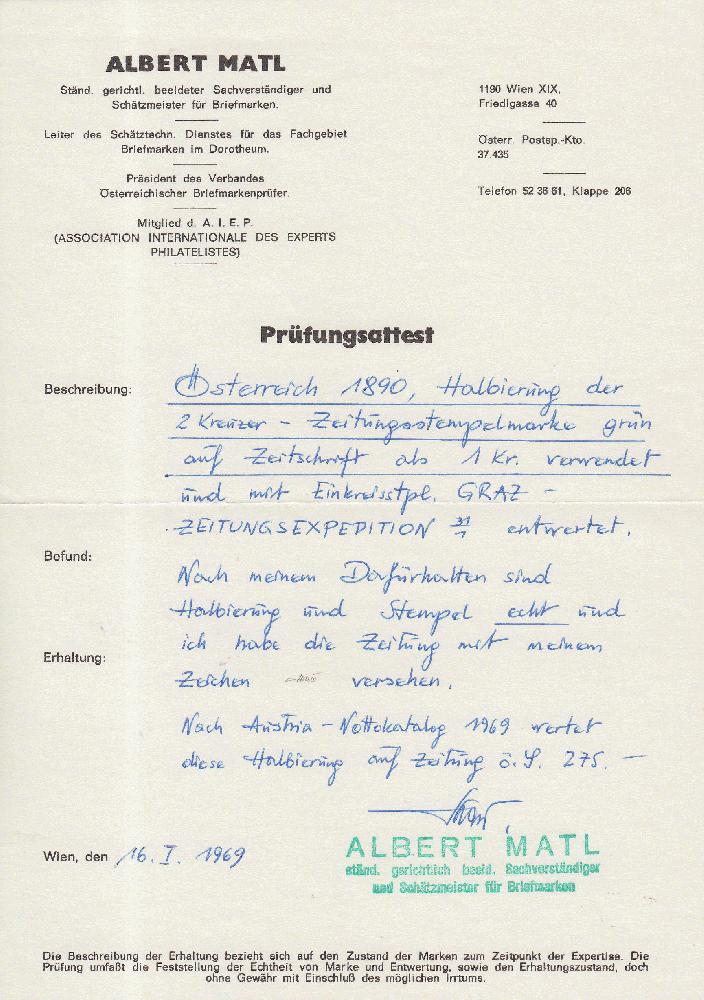 ALBERT MATL
Ständ. gerichtl. beeideter Sachverständiger und
Schätzmeister für Briefmarken.
Leiter des Schätztechn. Dienstes für das Fachgebiet
Briefmarken im Dorotheum.
Präsident des Verbandes
Österreichischer Briefmarkenprüfer.
Mitglied d. A. I. E. P.
(ASSOCIATION INTERNATIONALE DES EXPERTS
PHILATELISTES)
1190 Wien XIX,
Friedlgasse 40
Österr. Postsp.-Kto.
37.435
Telefon 52 36 61, Klappe 206
Prüfungsattest
Beschreibung:
Österreich 1890, Halbierung der
2 Kreuzer - Zeitungsstempelmarke grün
auf Zeitschrift als 1 Kr. verwendet
und mit Einkreisstpl. GRAZ -
ZEITUNGSEXPEDITION 31/1 entwertet.
Befund:
Nach meinem Dafürhalten sind
Halbierung und Stempel echt und
ich habe die Zeitung mit meinem
Erhaltung:
Zeichen versehen.
Nach Austria - Nettokatalog 1969 wertet
diese Halbierung auf Zeitung ö.S. 275. —
Wien, den 16. I. 1969
ALBERT MATL
ständ. gerichtlich beeid. Sachverständiger
und Schätzmeister für Briefmarken
Die Beschreibung der Erhaltung bezieht sich auf den Zustand der Marken zum Zeitpunkt der Expertise. Die
Prüfung umfaßt die Feststellung der Echtheit von Marke und Entwertung, sowie den Erhaltungszustand, doch
ohne Gewähr mit Einschluß des möglichen Irrtums.